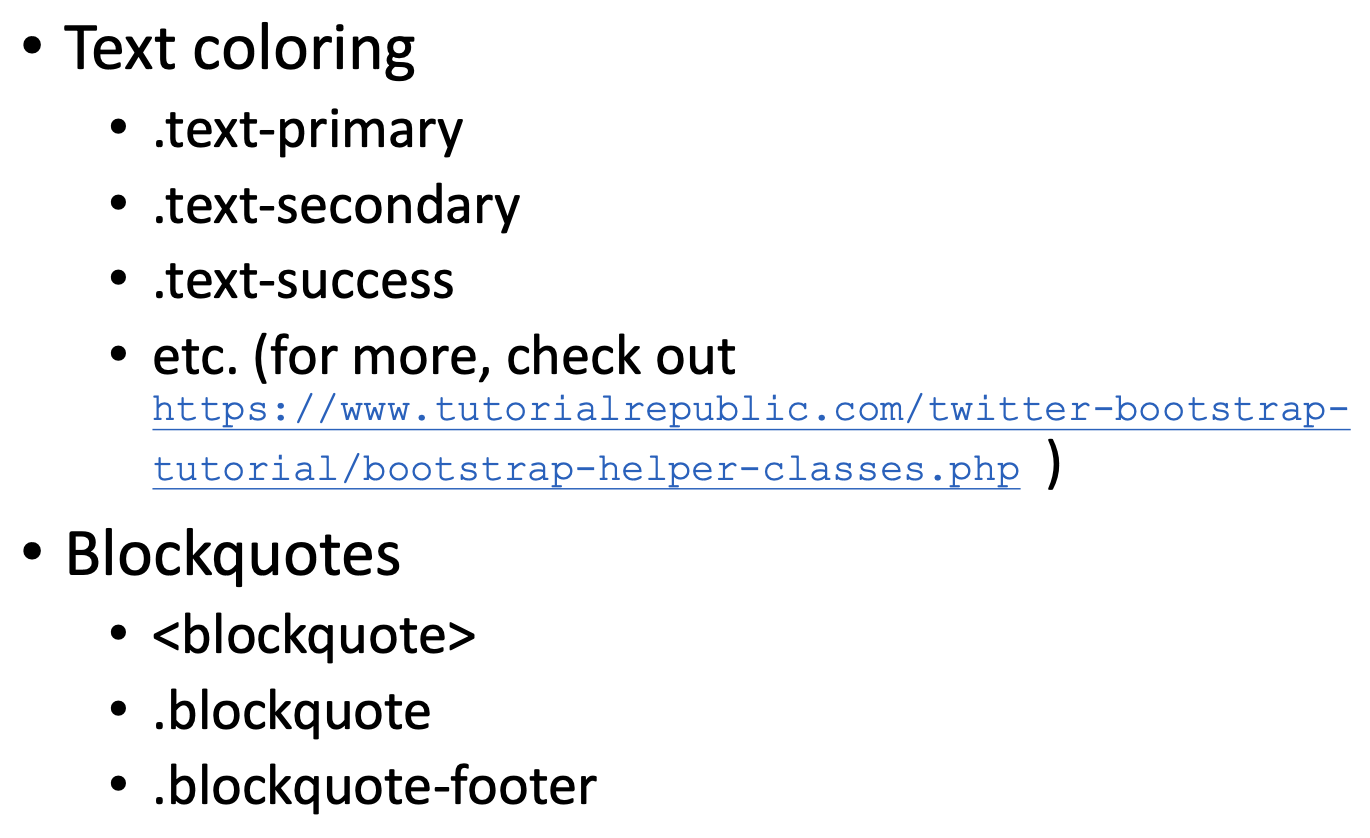 • Text coloring
• .text-primary
• .text-secondary
• .text-success
• etc. (for more, check out
https://www.tutorialrepublic.com/twitter-bootstrap-
tutorial/bootstrap-helper-classes.php )
• Blockquotes
• <blockquote>
• .blockquote
• .blockquote-footer